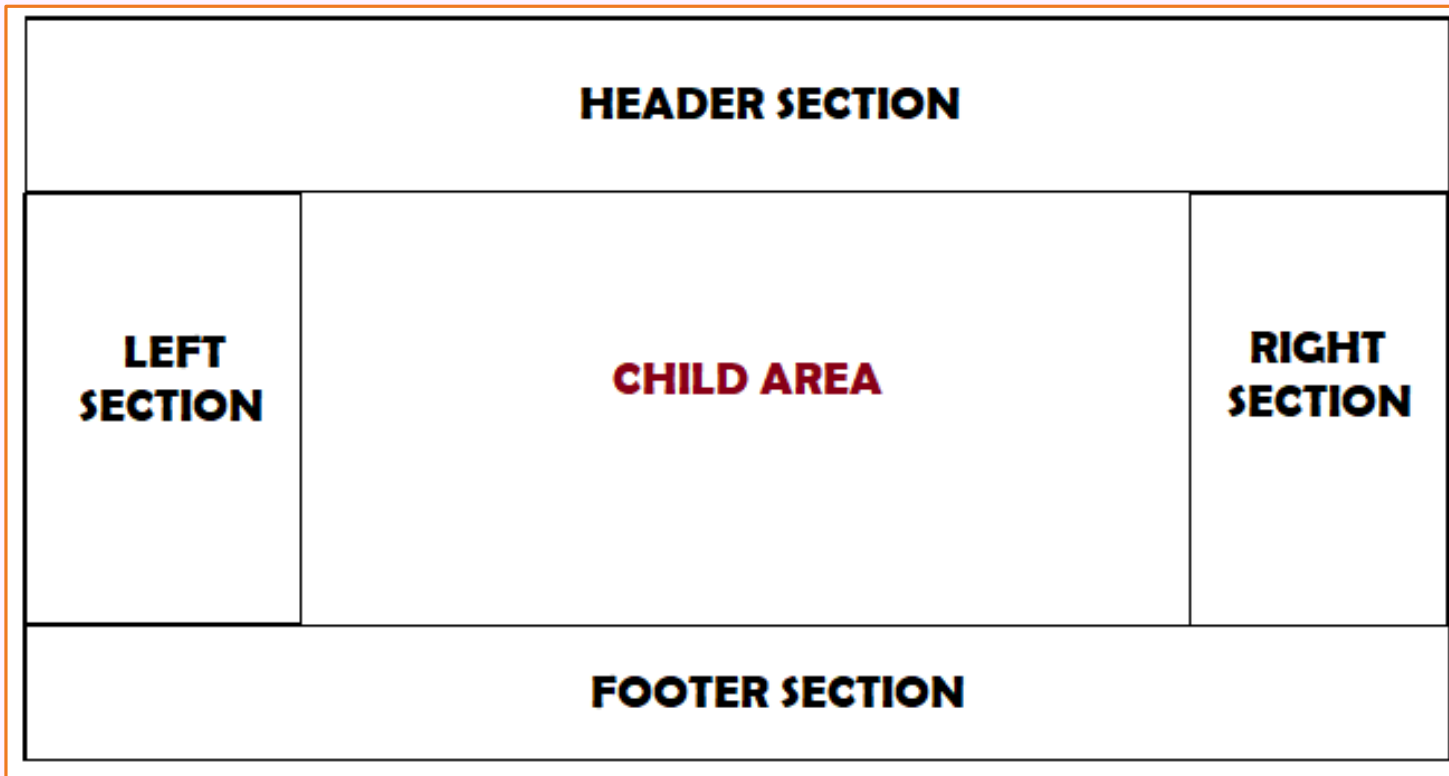 HEADER SECTION
LEFT
SECTION
CHILD AREA
RIGHT
SECTION
FOOTER SECTION